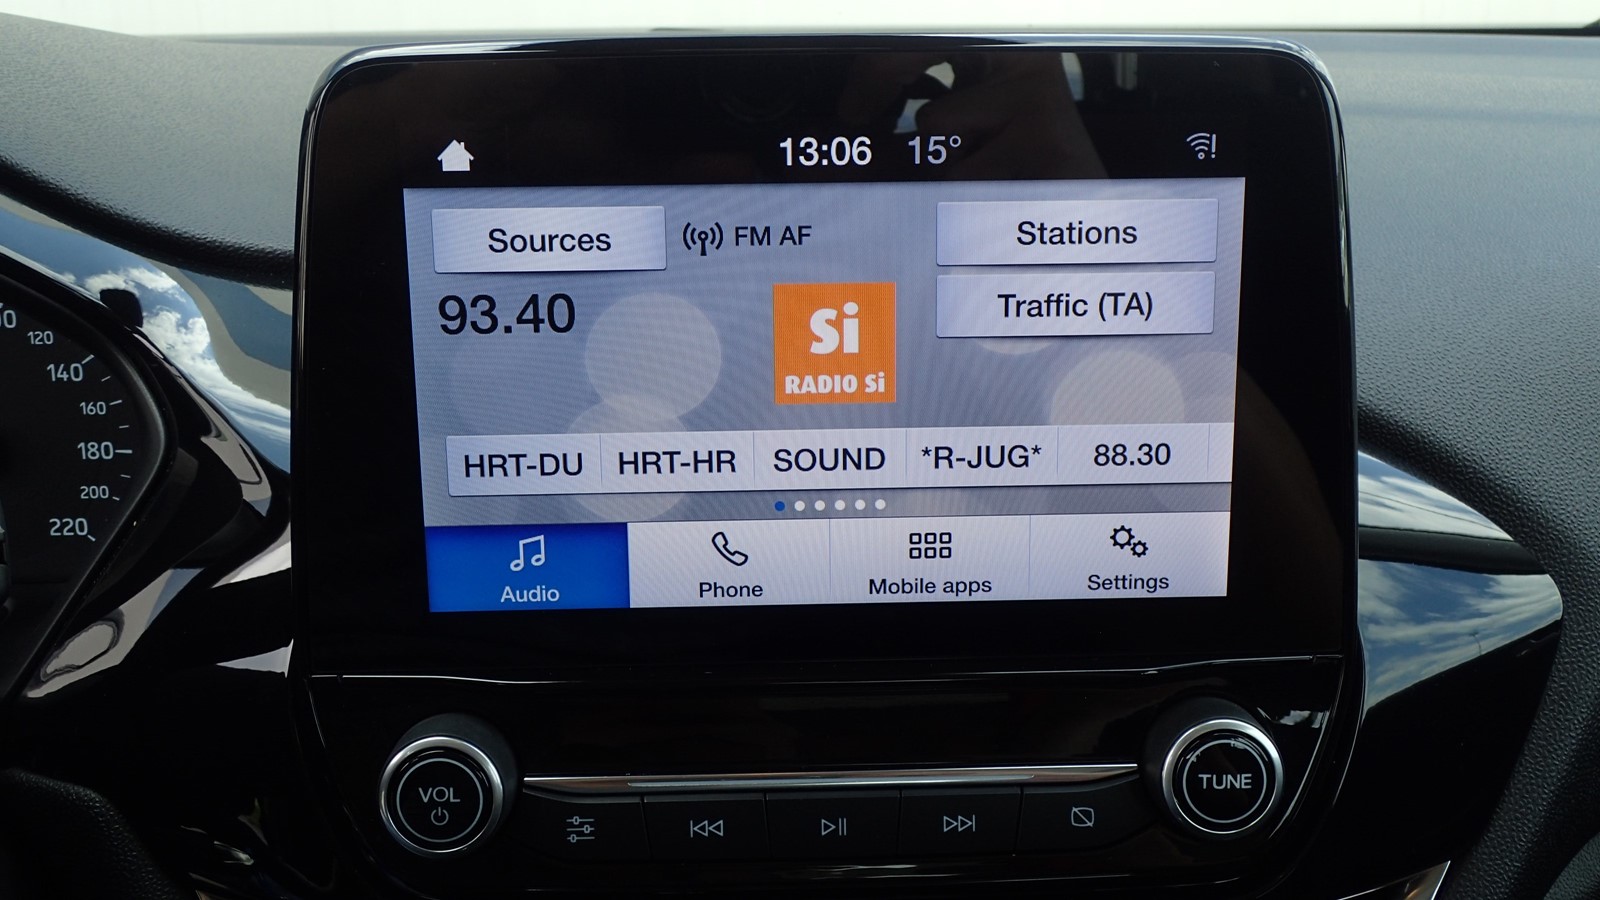 13:06 15°
Sources
FM AF
Stations
93.40
Si
RADIO Si
Traffic (TA)
HRT-DU
HRT-HR
SOUND
*R-JUG*
88.30
Audio
Phone
Mobile apps
Settings
120
140
160
180
200
220
VOL
TUNE